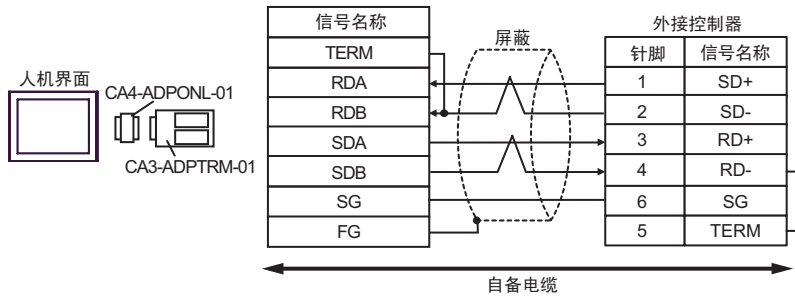 人机界面
CA4-ADPONL-01
CA3-ADPTRM-01
信号名称
TERM
RDA
RDB
SDA
SDB
SG
FG
屏蔽
外接控制器
针脚 信号名称
1 SD+
2 SD-
3 RD+
4 RD-
6 SG
5 TERM
自备电缆